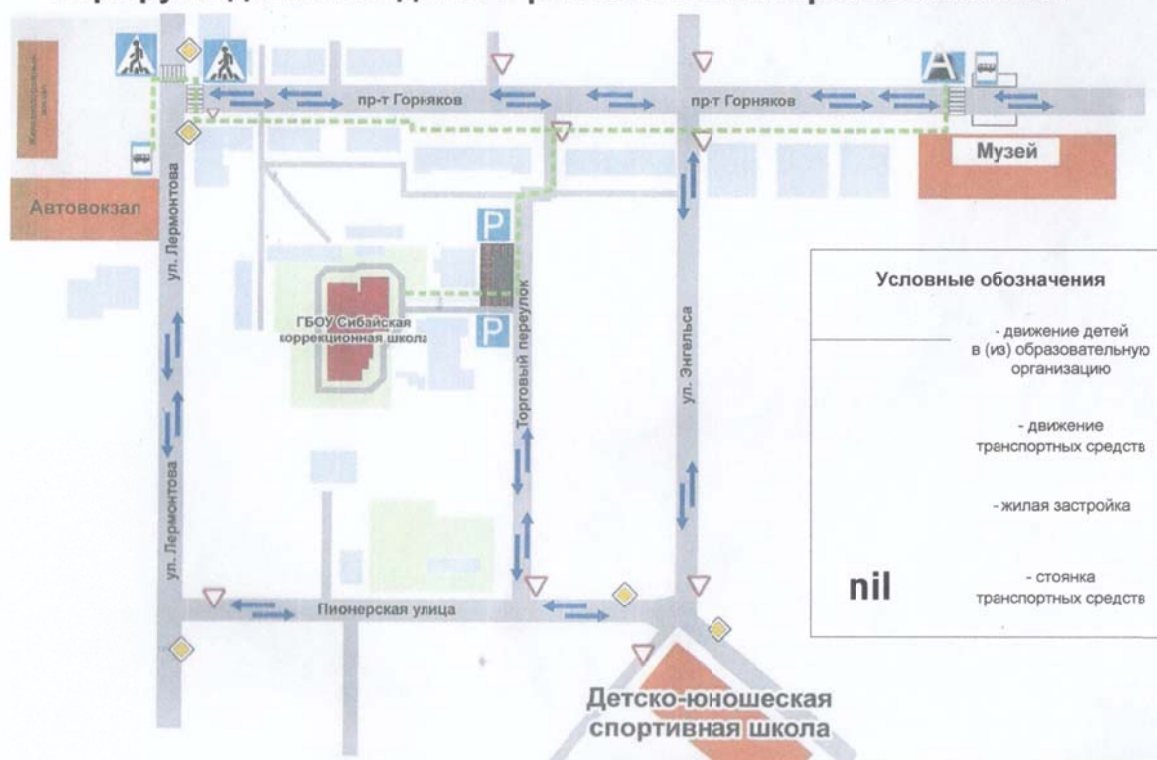 пр-т Горняков
пр-т Горняков
Музей
Автовокзал
ул. Лермонтова
ул. Лермонтова
P
P
ГБОУ Сибайская
коррекционная школа
Торговый переулок
ул. Энгельса
Пионерская улица
Детско-юношеская
спортивная школа
Условные обозначения
- движение детей
в (из) образовательную
организацию
- движение
транспортных средств
- жилая застройка
nil
- стоянка
транспортных средств